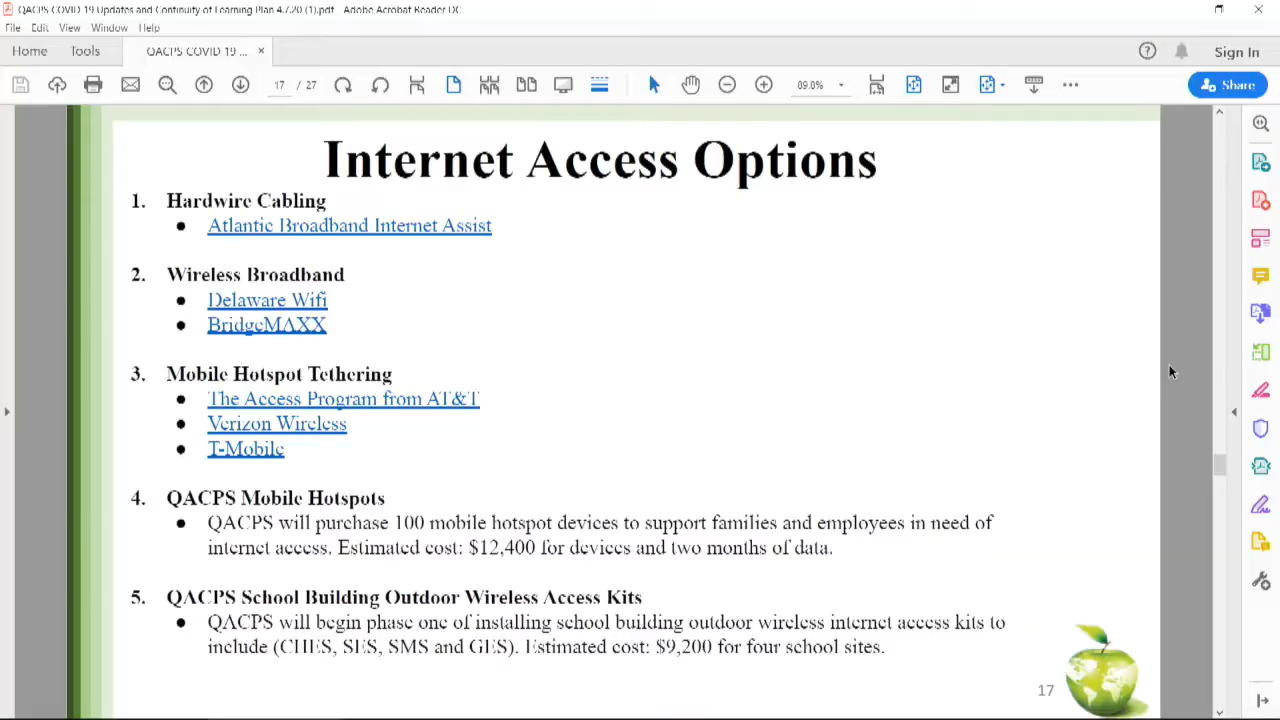 QACPS COVID 19 Updates and Continuity of Learning Plan 4.7.20 (1).pdf - Adobe Acrobat Reader DC
File Edit View Window Help
Home Tools QACPS COVID 19 ... ×
Sign In
17 / 27 89.8% Share
Internet Access Options
1. Hardwire Cabling
● Atlantic Broadband Internet Assist
2. Wireless Broadband
● Delaware Wifi
● BridgeMAXX
3. Mobile Hotspot Tethering
● The Access Program from AT&T
● Verizon Wireless
● T-Mobile
4. QACPS Mobile Hotspots
● QACPS will purchase 100 mobile hotspot devices to support families and employees in need of
internet access. Estimated cost: $12,400 for devices and two months of data.
5. QACPS School Building Outdoor Wireless Access Kits
● QACPS will begin phase one of installing school building outdoor wireless internet access kits to
include (CHES, SES, SMS and GES). Estimated cost: $9,200 for four school sites.
17